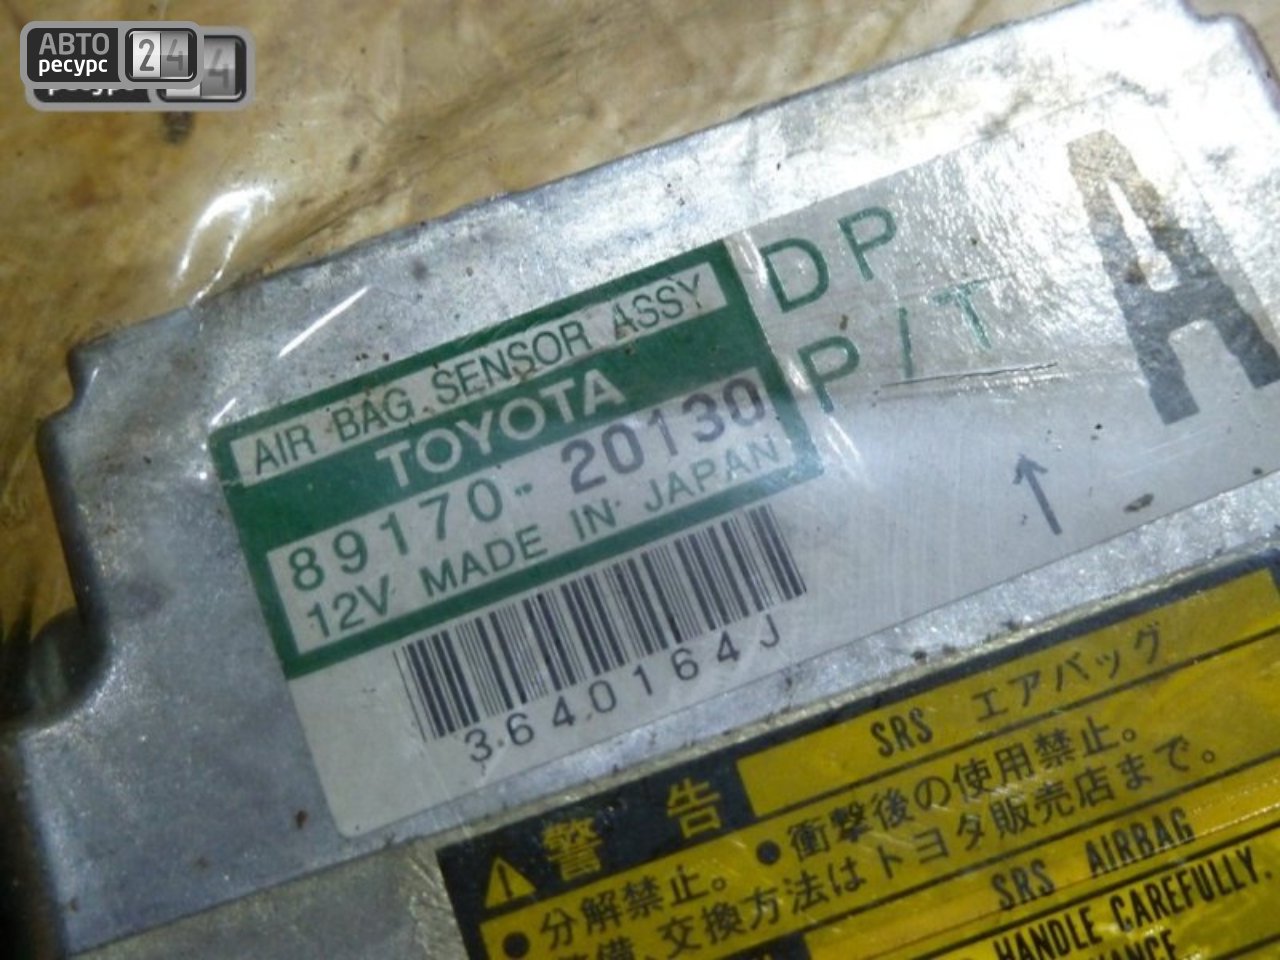 АВТО
ресурс 24
AIR BAG SENSOR ASSY
TOYOTA
89170-20130
12V MADE IN JAPAN
3640164J
DP
P/T
A
↑
警告
SRS エアバッグ
●衝撃後の使用禁止。
●分解禁止。
交換方法はトヨタ販売店まで。
SRS AIRBAG
HANDLE CAREFULLY.